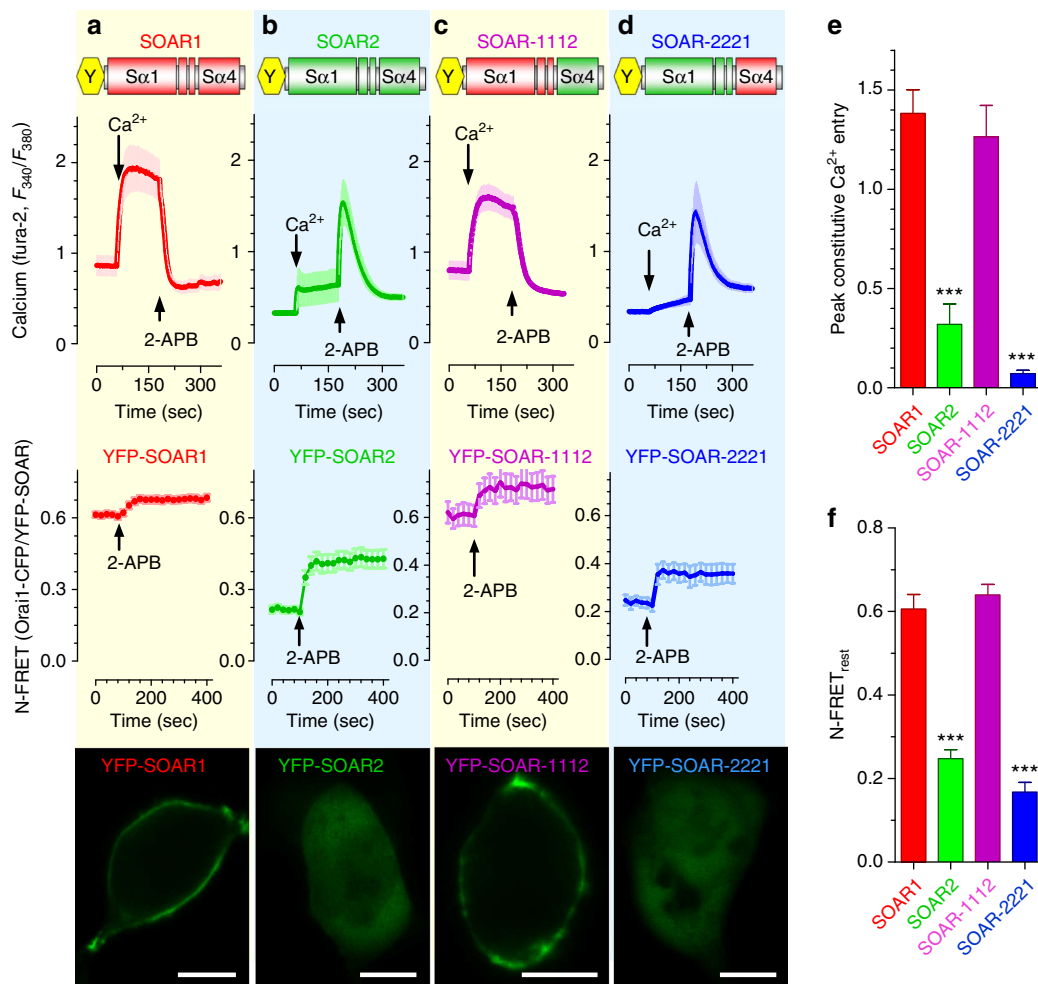 a
b
c
d
e
SOAR1
SOAR2
SOAR-1112
SOAR-2221
Y Sα1 Sα4
Y Sα1 Sα4
Y Sα1 Sα4
Y Sα1 Sα4
Calcium (fura-2, F340/F380)
2
1
0
Ca2+
2-APB
0 150 300
Time (sec)
2
1
0
Ca2+
2-APB
0 150 300
Time (sec)
2
1
0
Ca2+
2-APB
0 150 300
Time (sec)
2
1
0
Ca2+
2-APB
0 150 300
Time (sec)
N-FRET (Orai1-CFP/YFP-SOAR)
YFP-SOAR1
0.6
0.3
0.0
2-APB
0 200 400
Time (sec)
YFP-SOAR2
0.6
0.3
0.0
2-APB
0 200 400
Time (sec)
YFP-SOAR-1112
0.6
0.4
0.2
0.0
2-APB
0 200 400
Time (sec)
YFP-SOAR-2221
0.6
0.4
0.2
0.0
2-APB
0 200 400
Time (sec)
YFP-SOAR1
YFP-SOAR2
YFP-SOAR-1112
YFP-SOAR-2221
Peak constitutive Ca2+ entry
1.5
1.0
0.5
0.0
***
***
SOAR1
SOAR2
SOAR-1112
SOAR-2221
f
N-FRETrest
0.8
0.6
0.4
0.2
0.0
***
***
SOAR1
SOAR2
SOAR-1112
SOAR-2221